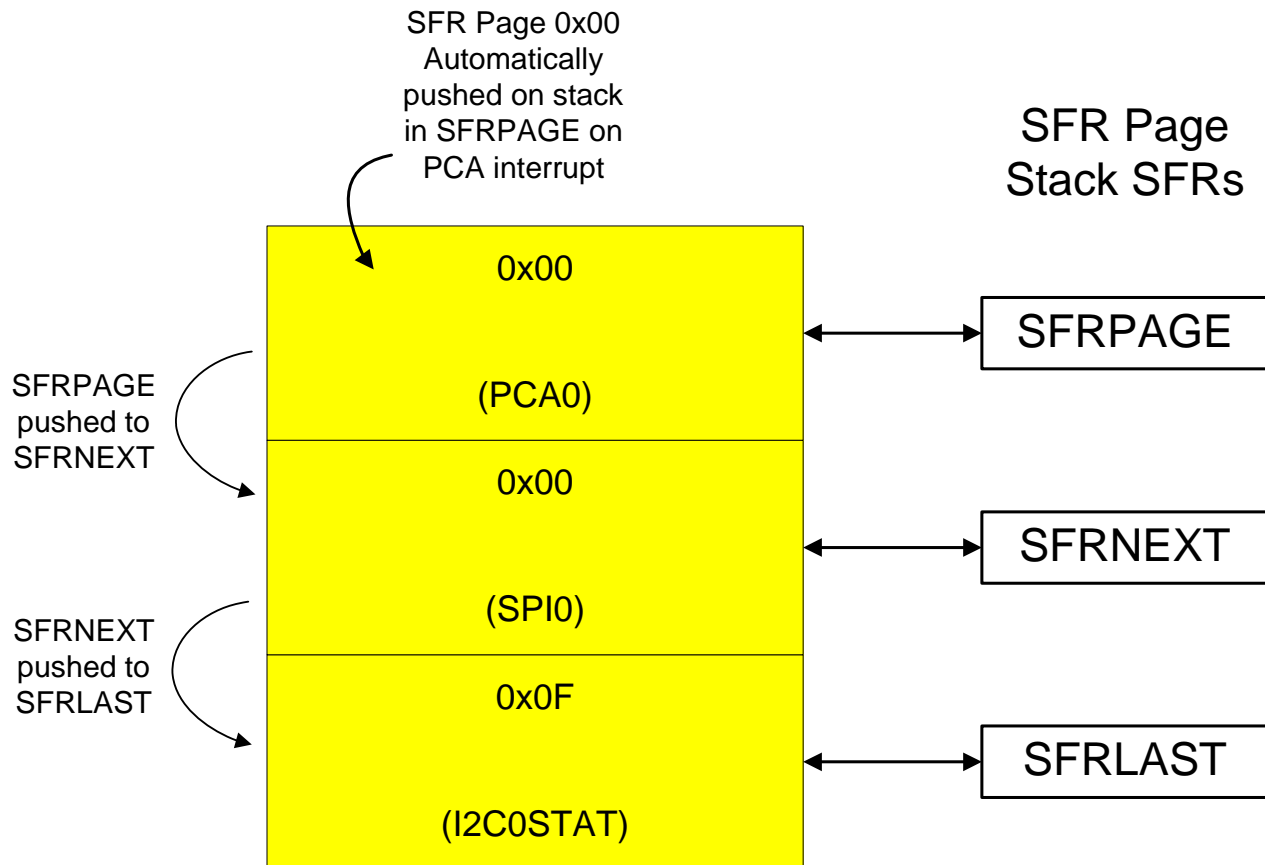 SFR Page 0x00
Automatically
pushed on stack
in SFRPAGE on
PCA interrupt
SFR Page
Stack SFRs
0x00
(PCA0)
SFRPAGE
SFRPAGE
pushed to
SFRNEXT
0x00
(SPI0)
SFRNEXT
SFRNEXT
pushed to
SFRLAST
0x0F
(I2C0STAT)
SFRLAST